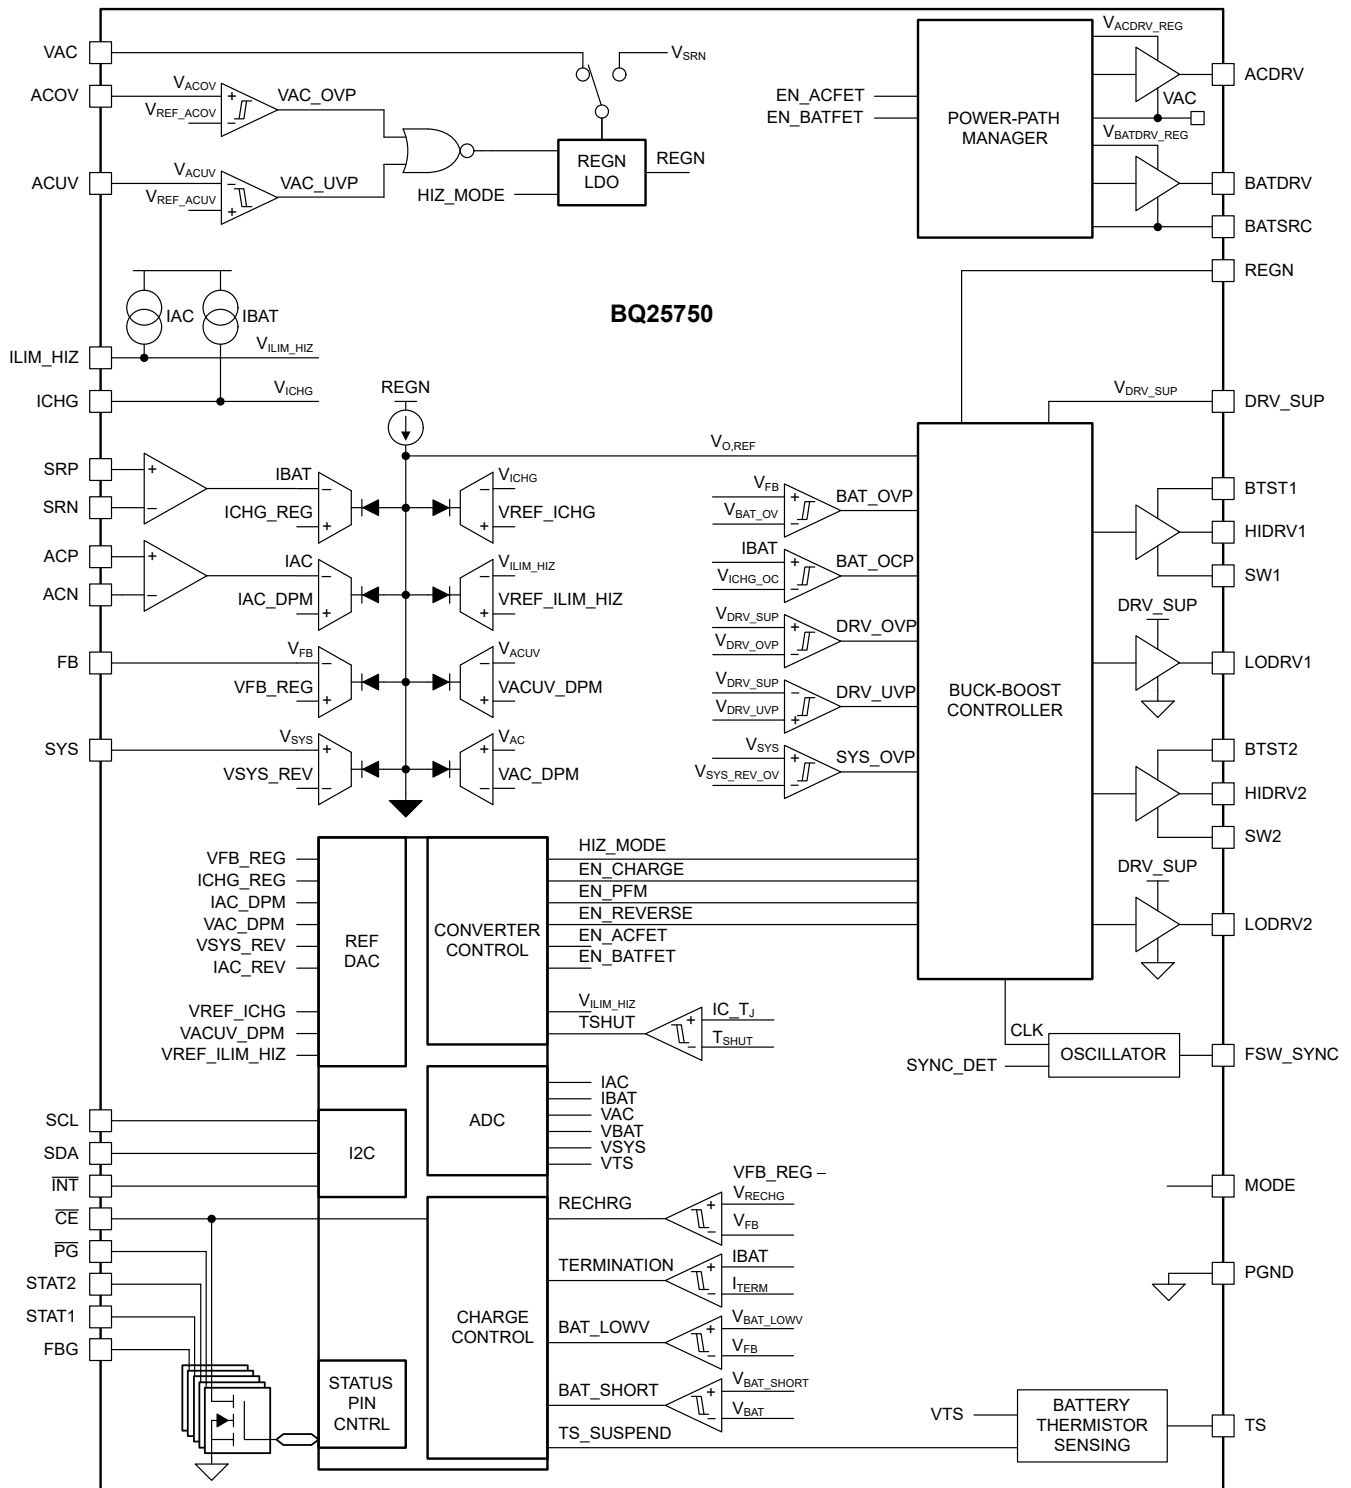 VAC
ACOV
ACUV
V_ACOV
V_REF_ACOV
+
−
VAC_OVP
V_ACUV
V_REF_ACUV
−
+
VAC_UVP
V_SRN
REGN
LDO
REGN
HIZ_MODE
EN_ACFET
EN_BATFET
POWER-PATH
MANAGER
V_ACDRV_REG
VAC
V_BATDRV_REG
ACDRV
BATDRV
BATSRC
REGN
BQ25750
IAC
IBAT
ILIM_HIZ
V_ILIM_HIZ
ICHG
V_ICHG
REGN
V_O,REF
V_DRV_SUP
DRV_SUP
SRP
SRN
+
−
IBAT
−
ICHG_REG
+
V_ICHG
−
VREF_ICHG
+
ACP
ACN
+
−
IAC
−
IAC_DPM
+
V_ILIM_HIZ
−
VREF_ILIM_HIZ
+
FB
V_FB
−
VFB_REG
+
V_ACUV
−
VACUV_DPM
+
SYS
V_SYS
+
VSYS_REV
−
V_AC
+
VAC_DPM
−
V_FB
+
V_BAT_OV
−
BAT_OVP
IBAT
+
V_ICHG_OC
−
BAT_OCP
V_DRV_SUP
+
V_DRV_OVP
−
DRV_OVP
V_DRV_SUP
−
V_DRV_UVP
+
DRV_UVP
V_SYS
+
V_SYS_REV_OV
−
SYS_OVP
BUCK-BOOST
CONTROLLER
BTST1
HIDRV1
SW1
DRV_SUP
LODRV1
BTST2
HIDRV2
SW2
DRV_SUP
LODRV2
VFB_REG
ICHG_REG
IAC_DPM
VAC_DPM
VSYS_REV
IAC_REV
VREF_ICHG
VACUV_DPM
VREF_ILIM_HIZ
REF
DAC
CONVERTER
CONTROL
HIZ_MODE
EN_CHARGE
EN_PFM
EN_REVERSE
EN_ACFET
EN_BATFET
V_ILIM_HIZ
TSHUT
+
−
IC_T_J
T_SHUT
CLK
SYNC_DET
OSCILLATOR
FSW_SYNC
ADC
IAC
IBAT
VAC
VBAT
VSYS
VTS
SCL
SDA
INT
I2C
CE
PG
STAT2
STAT1
FBG
STATUS
PIN
CNTRL
CHARGE
CONTROL
RECHRG
+
−
VFB_REG –
V_RECHG
V_FB
TERMINATION
+
−
IBAT
I_TERM
BAT_LOWV
+
−
V_BAT_LOWV
V_FB
BAT_SHORT
+
−
V_BAT_SHORT
V_BAT
TS_SUSPEND
MODE
PGND
VTS
BATTERY
THERMISTOR
SENSING
TS